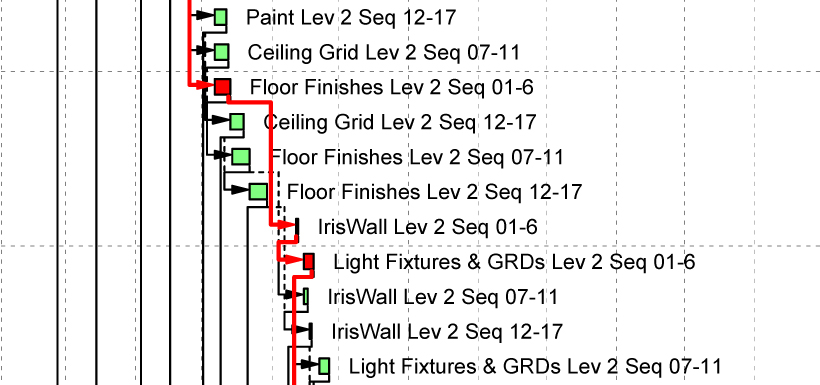 Paint Lev 2 Seq 12-17
Ceiling Grid Lev 2 Seq 07-11
Floor Finishes Lev 2 Seq 01-6
Ceiling Grid Lev 2 Seq 12-17
Floor Finishes Lev 2 Seq 07-11
Floor Finishes Lev 2 Seq 12-17
IrisWall Lev 2 Seq 01-6
Light Fixtures & GRDs Lev 2 Seq 01-6
IrisWall Lev 2 Seq 07-11
IrisWall Lev 2 Seq 12-17
Light Fixtures & GRDs Lev 2 Seq 07-11